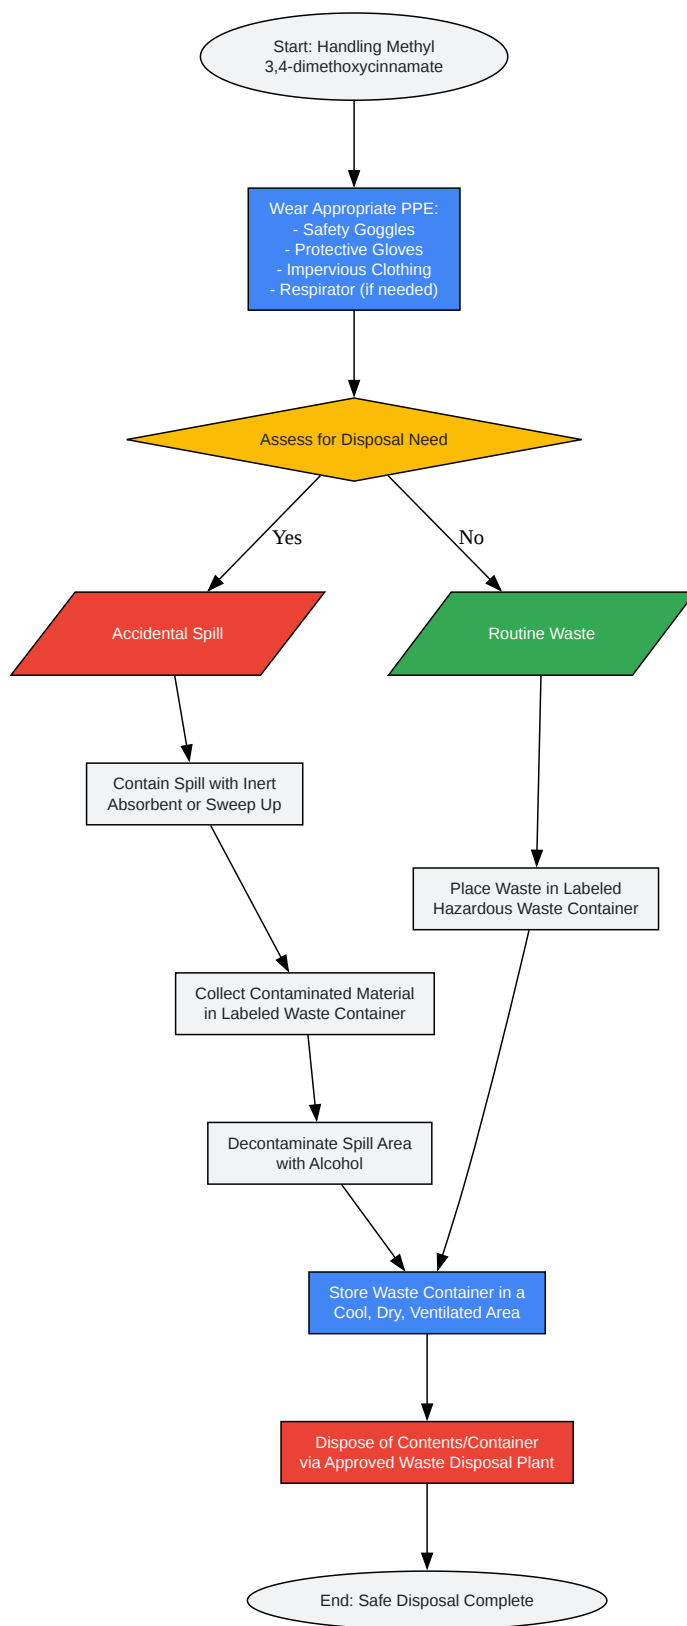 Start: Handling Methyl
3,4-dimethoxycinnamate
Wear Appropriate PPE:
- Safety Goggles
- Protective Gloves
- Impervious Clothing
- Respirator (if needed)
Assess for Disposal Need
Yes
No
Accidental Spill
Routine Waste
Contain Spill with Inert
Absorbent or Sweep Up
Place Waste in Labeled
Hazardous Waste Container
Collect Contaminated Material
in Labeled Waste Container
Decontaminate Spill Area
with Alcohol
Store Waste Container in a
Cool, Dry, Ventilated Area
Dispose of Contents/Container
via Approved Waste Disposal Plant
End: Safe Disposal Complete